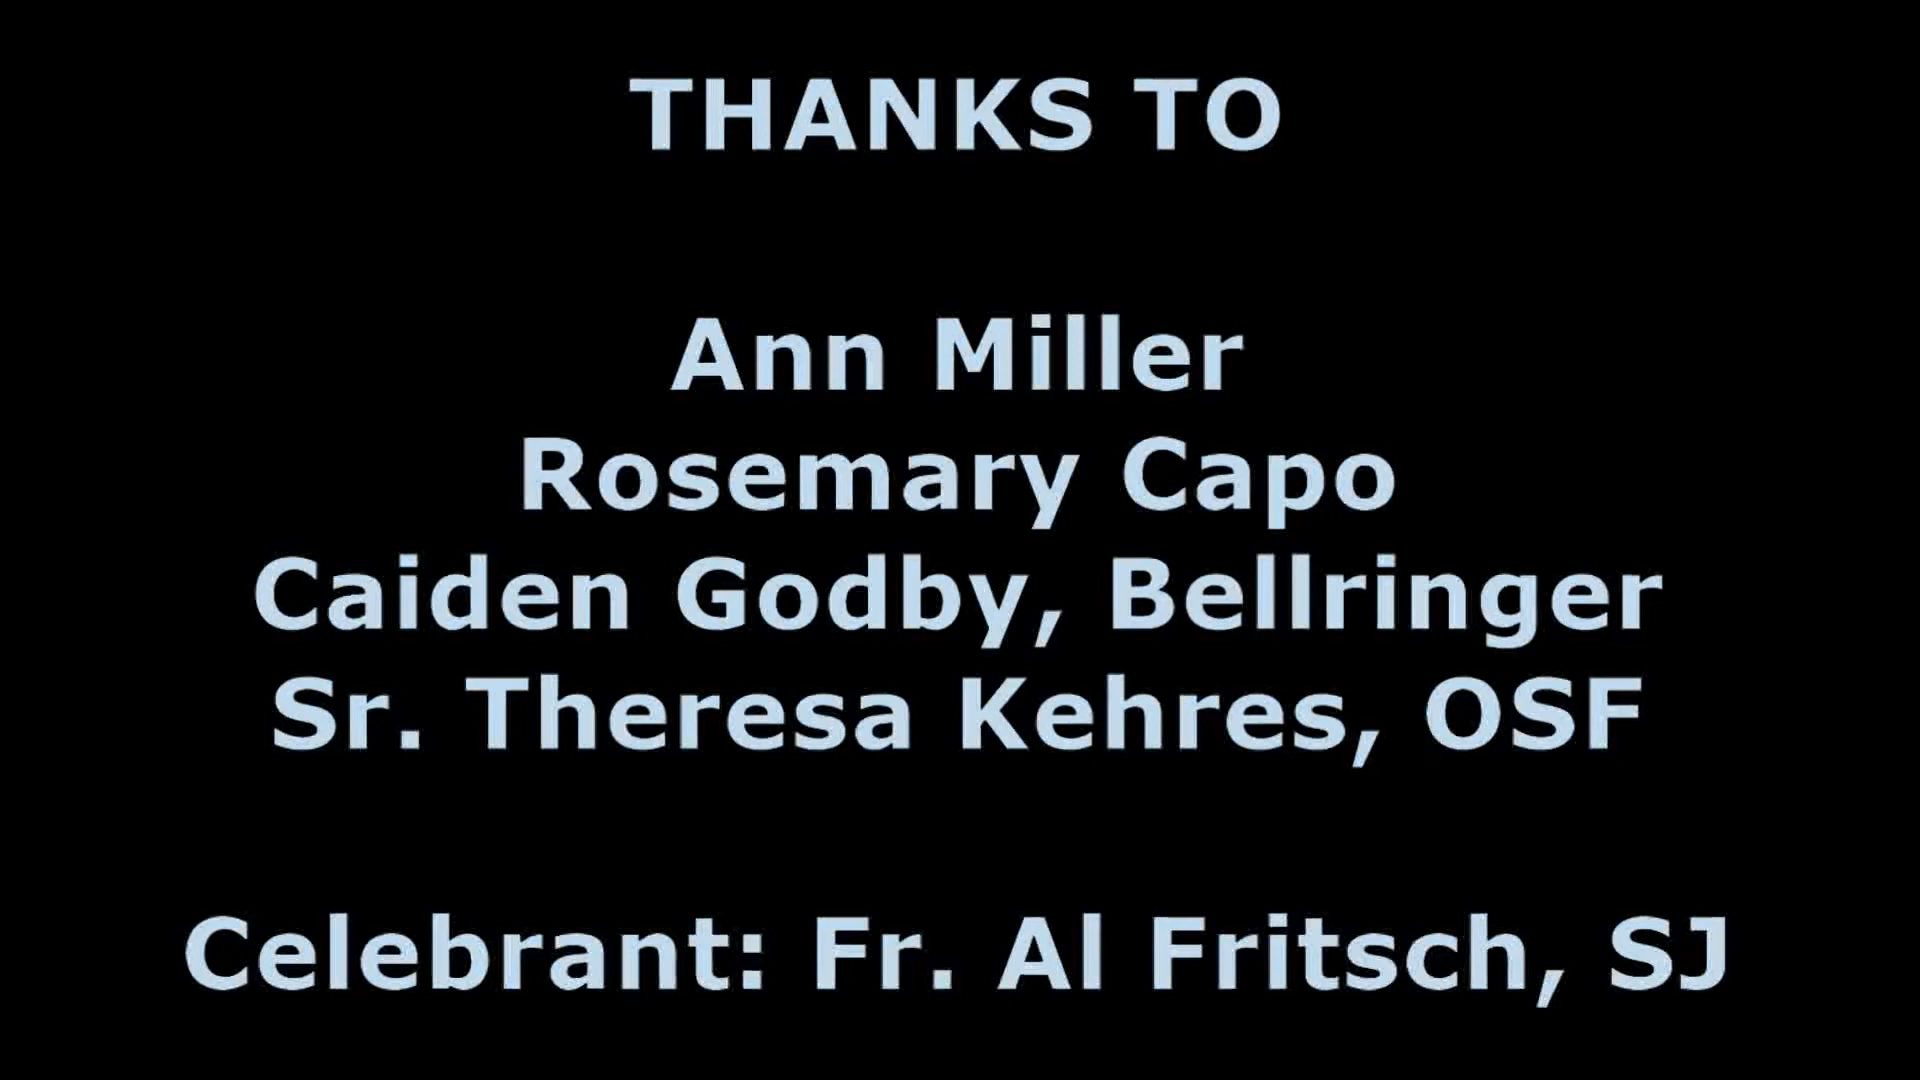 THANKS TO
Ann Miller
Rosemary Capo
Caiden Godby, Bellringer
Sr. Theresa Kehres, OSF
Celebrant: Fr. Al Fritsch, SJ